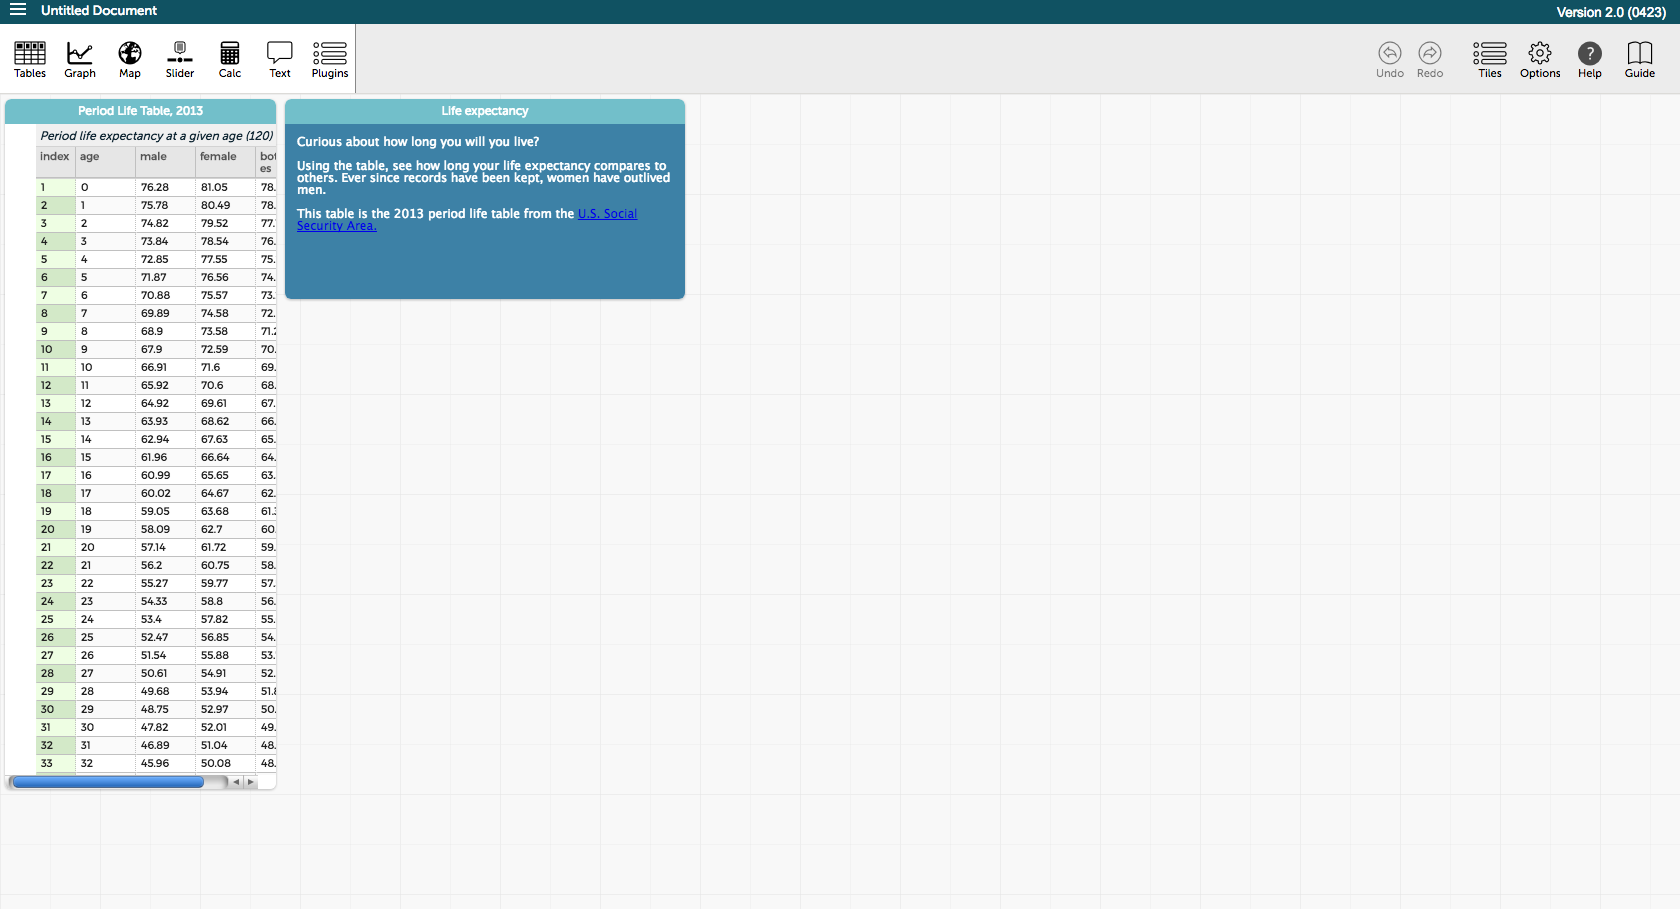 Untitled Document
Version 2.0 (0423)
Tables Graph Map Slider Calc Text Plugins
Undo Redo Tiles Options Help Guide
Period Life Table, 2013
Period life expectancy at a given age (120)
index age male female
1 0 76.28 81.05 78.
2 1 75.78 80.49 78.
3 2 74.82 79.52 77.
4 3 73.84 78.54 76.
5 4 72.85 77.55 75.
6 5 71.87 76.56 74.
7 6 70.88 75.57 73.
8 7 69.89 74.58 72.
9 8 68.9 73.58 71.2
10 9 67.9 72.59 70.
11 10 66.91 71.6 69.
12 11 65.92 70.6 68.
13 12 64.92 69.61 67.
14 13 63.93 68.62 66.
15 14 62.94 67.63 65.
16 15 61.96 66.64 64.
17 16 60.99 65.65 63.
18 17 60.02 64.67 62.
19 18 59.05 63.68 61.
20 19 58.09 62.7 60
21 20 57.14 61.72 59.
22 21 56.2 60.75 58.
23 22 55.27 59.77 57.
24 23 54.33 58.8 56.
25 24 53.4 57.82 55.
26 25 52.47 56.85 54.
27 26 51.54 55.88 53.
28 27 50.61 54.91 52.
29 28 49.68 53.94 51.
30 29 48.75 52.97 50.
31 30 47.82 52.01 49.
32 31 46.89 51.04 48.
33 32 45.96 50.08 48.
Life expectancy
Curious about how long you will you live?
Using the table, see how long your life expectancy compares to
others. Ever since records have been kept, women have outlived
men.
This table is the 2013 period life table from the U.S. Social
Security Area.